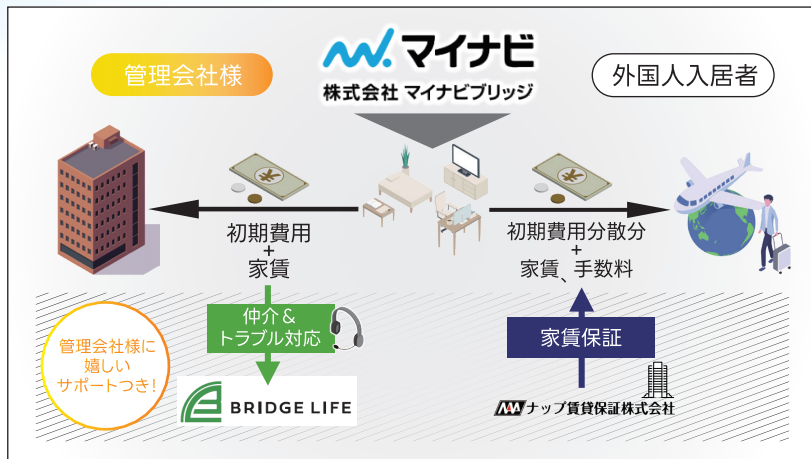 マイナビ
株式会社 マイナビブリッジ
管理会社様
外国人入居者
初期費用
+
家賃
初期費用分散分
+
家賃、手数料
管理会社様に
嬉しい
サポートつき!
仲介&
トラブル対応
BRIDGE LIFE
家賃保証
ナップ賃貸保証株式会社